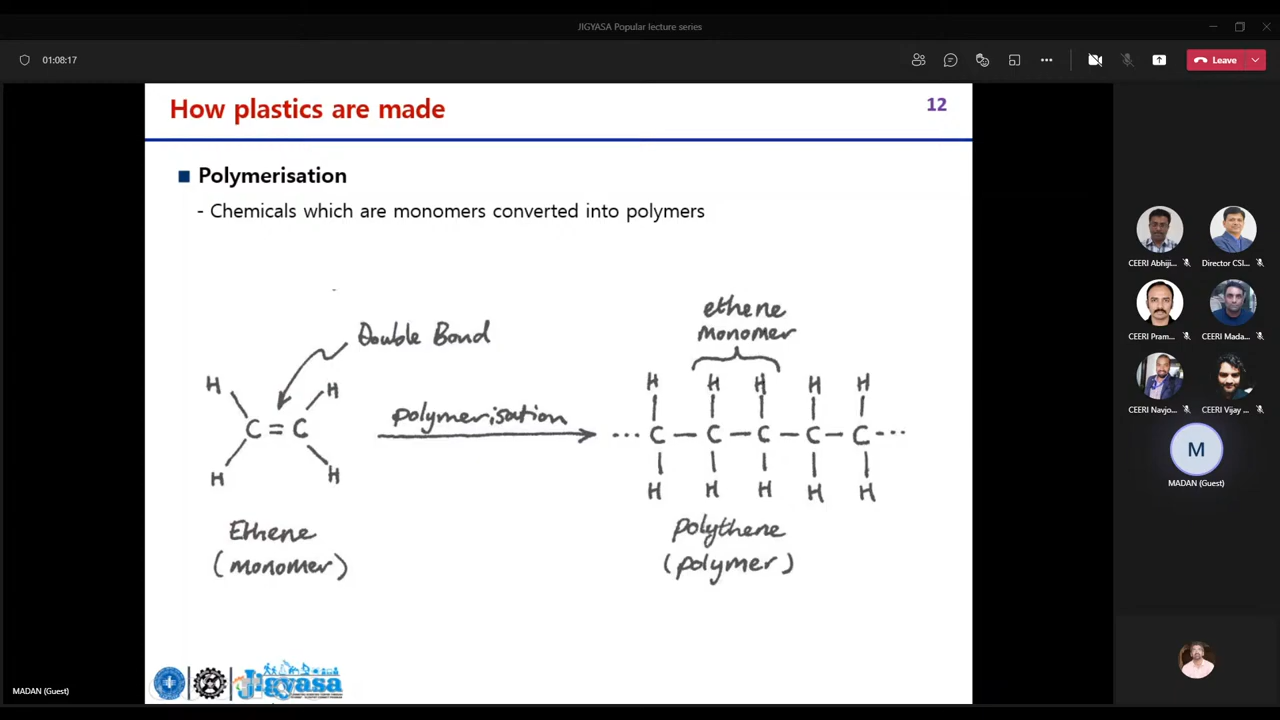 JIGYASA Popular lecture series
01:08:17
Leave
How plastics are made
12
Polymerisation
- Chemicals which are monomers converted into polymers
ethene
monomer
Double Bond
H H H H H H H
polymerisation
C = C
... C - C - C - C - C ...
H H H H H H H
Ethene
(monomer)
polythene
(polymer)
Jigyasa
MADAN (Guest)
CEERI Abhiji...
Director CSI...
CEERI Pram...
CEERI Mada...
CEERI Navjo...
CEERI Vijay ...
M
MADAN (Guest)